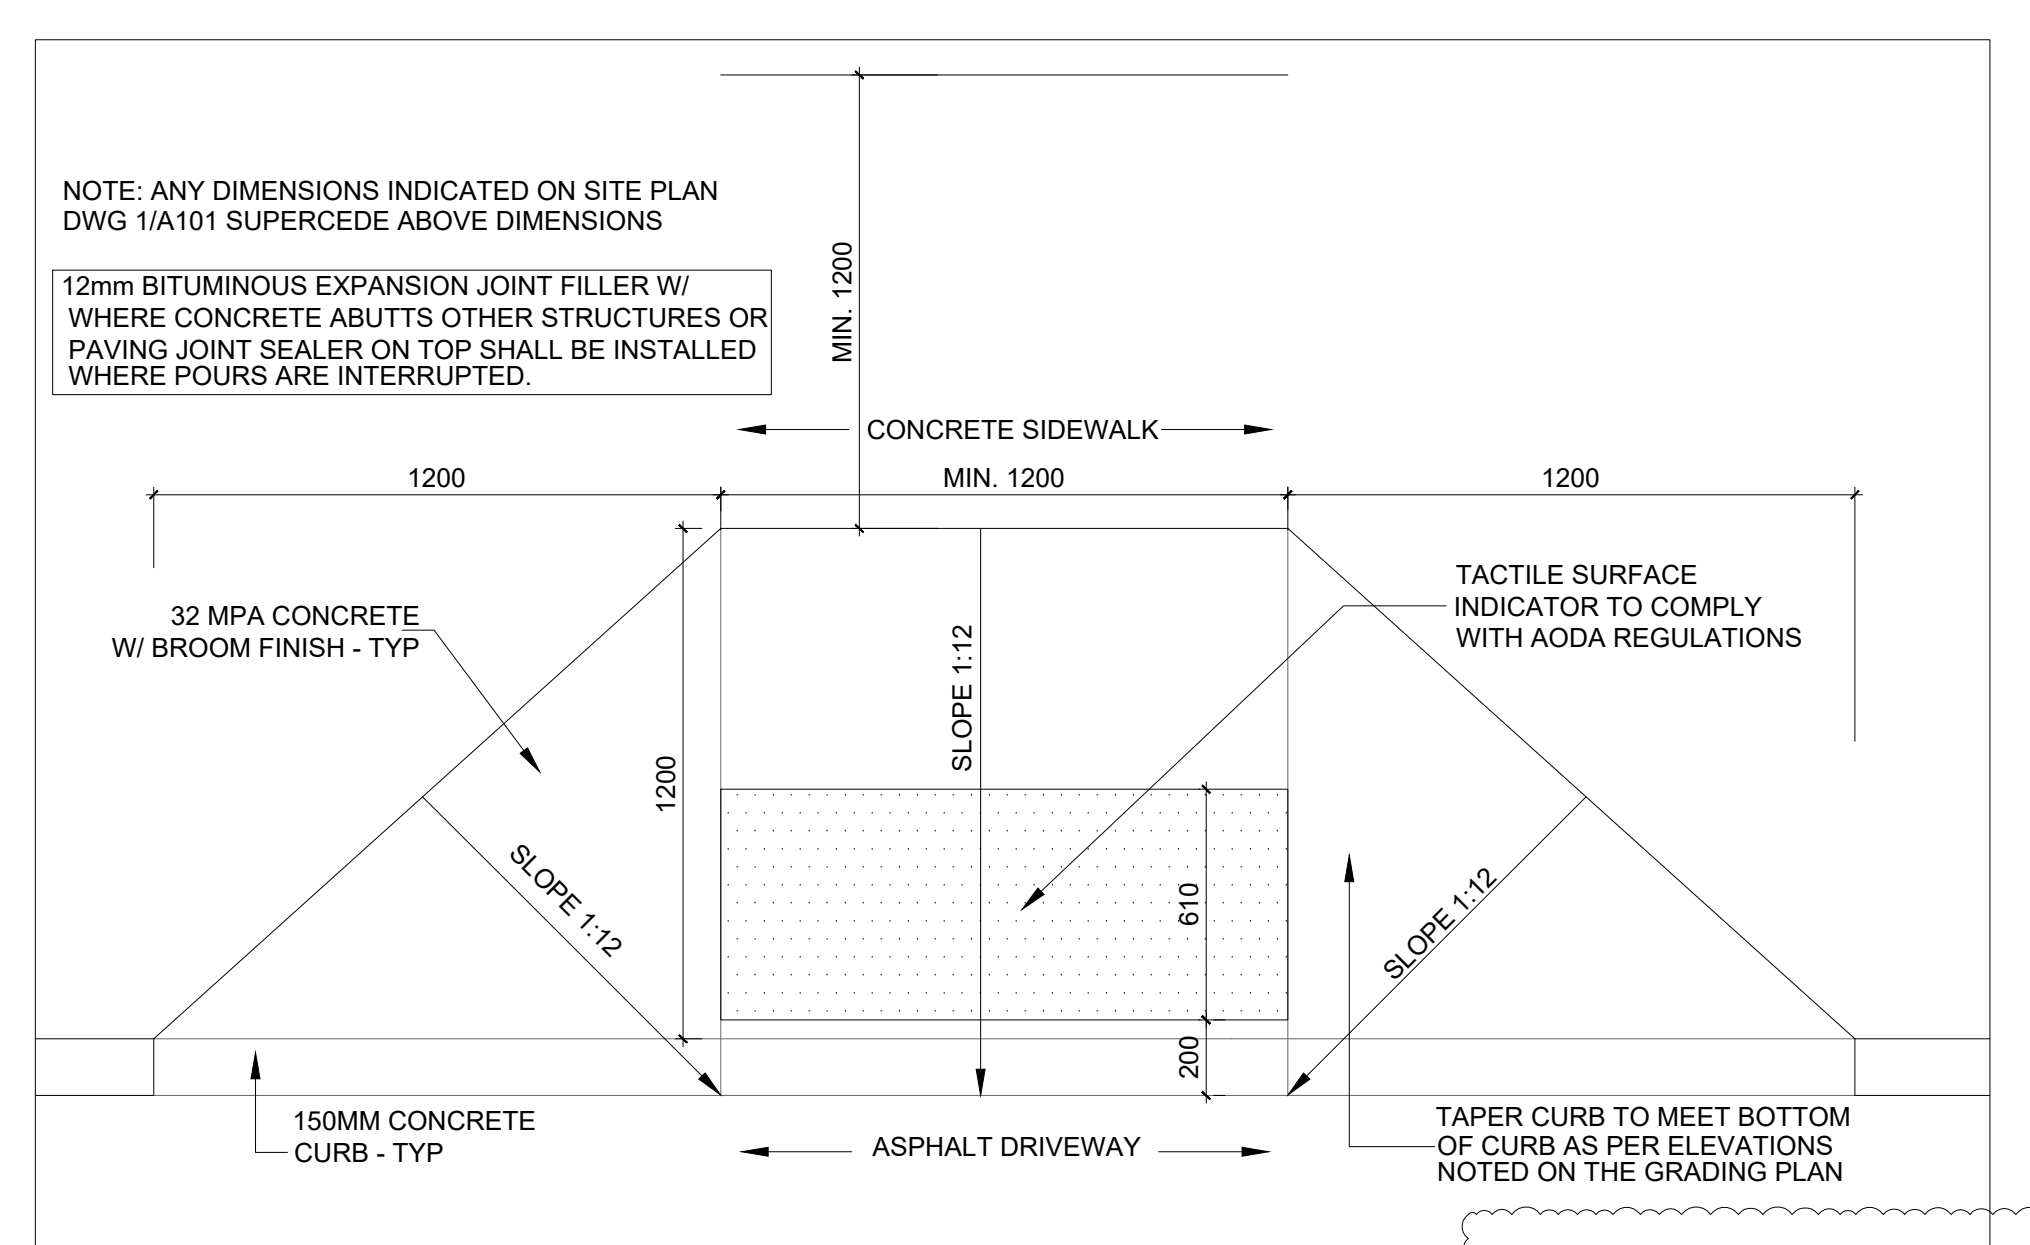 NOTE: ANY DIMENSIONS INDICATED ON SITE PLAN
DWG 1/A101 SUPERCEDE ABOVE DIMENSIONS
12mm BITUMINOUS EXPANSION JOINT FILLER W/
WHERE CONCRETE ABUTTS OTHER STRUCTURES OR
PAVING JOINT SEALER ON TOP SHALL BE INSTALLED
WHERE POURS ARE INTERRUPTED.
MIN. 1200
CONCRETE SIDEWALK
1200
MIN. 1200
1200
32 MPA CONCRETE
W/ BROOM FINISH - TYP
TACTILE SURFACE
INDICATOR TO COMPLY
WITH AODA REGULATIONS
SLOPE 1:12
1200
SLOPE 1:12
610
SLOPE 1:12
200
150MM CONCRETE
CURB - TYP
ASPHALT DRIVEWAY
TAPER CURB TO MEET BOTTOM
OF CURB AS PER ELEVATIONS
NOTED ON THE GRADING PLAN